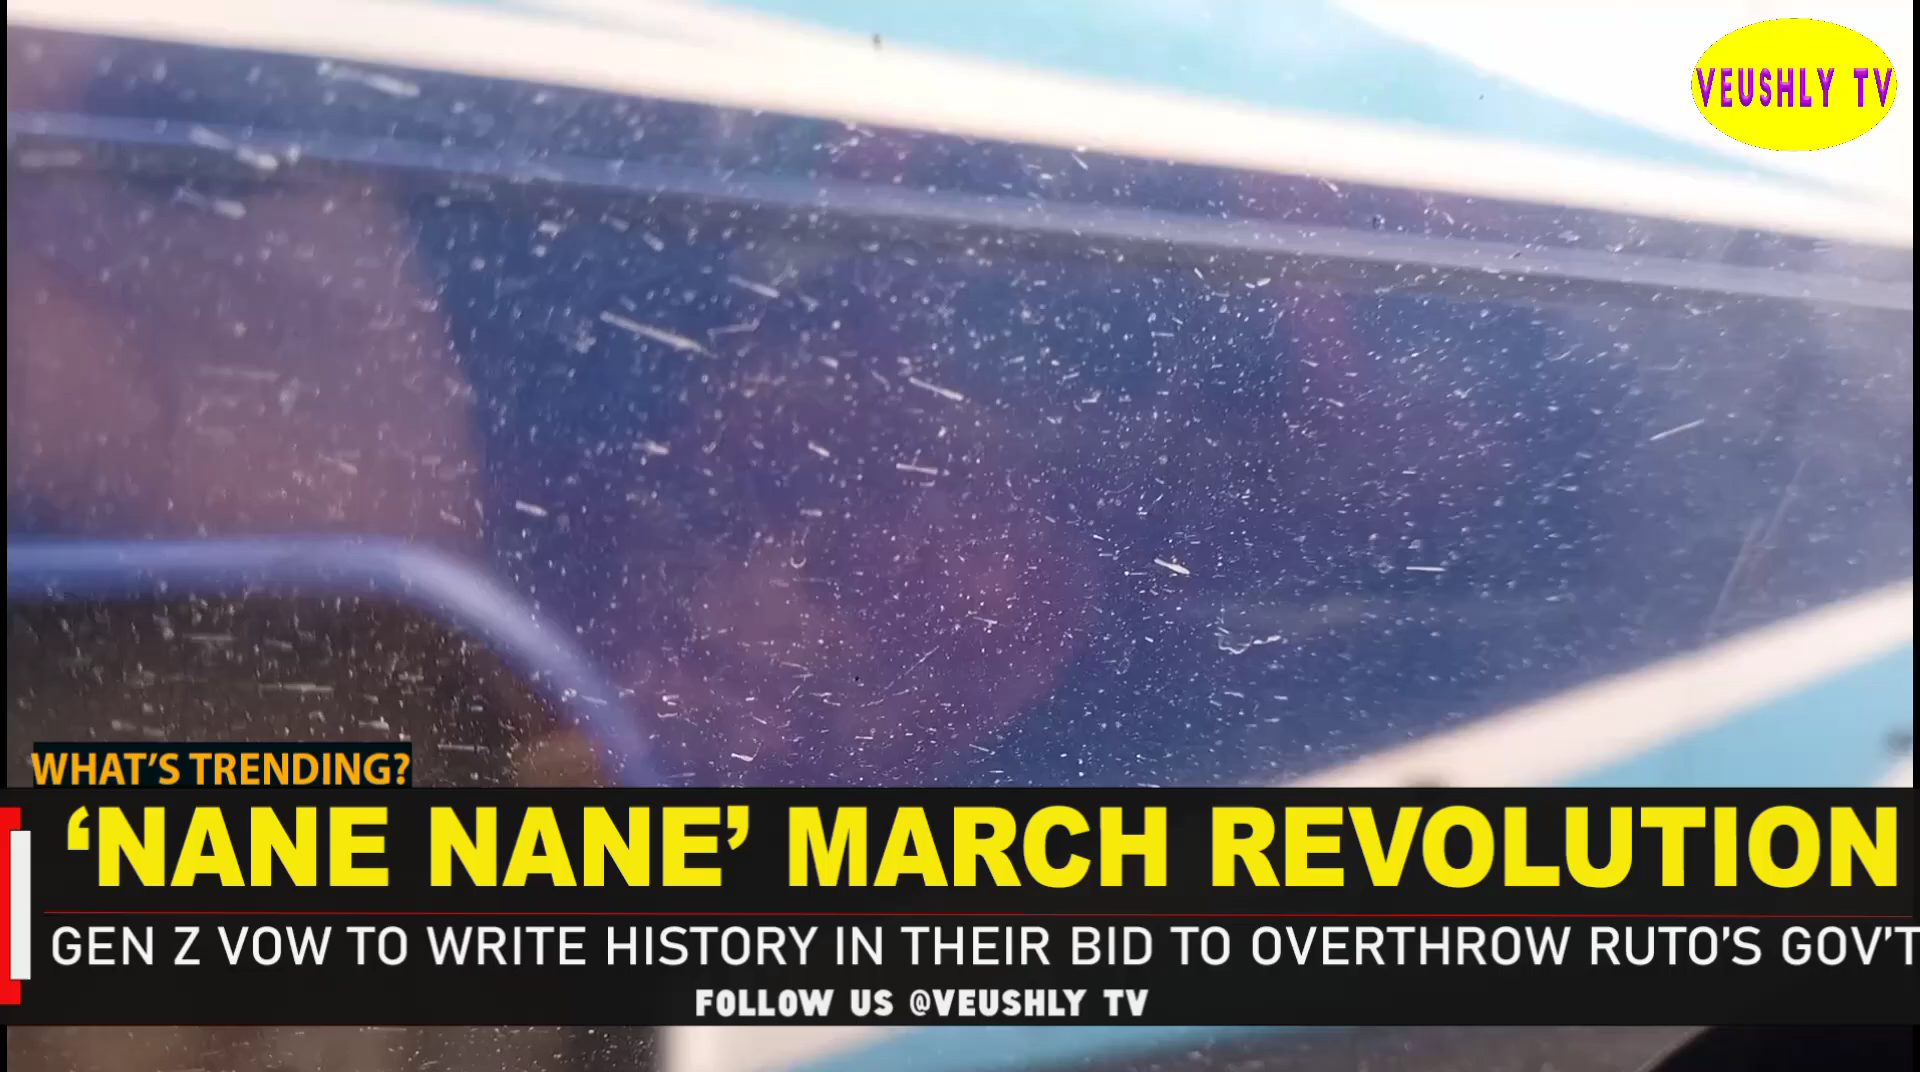 VEUSHLY TV
WHAT'S TRENDING?
‘NANE NANE’ MARCH REVOLUTION
GEN Z VOW TO WRITE HISTORY IN THEIR BID TO OVERTHROW RUTO'S GOV'T
FOLLOW US @VEUSHLY TV